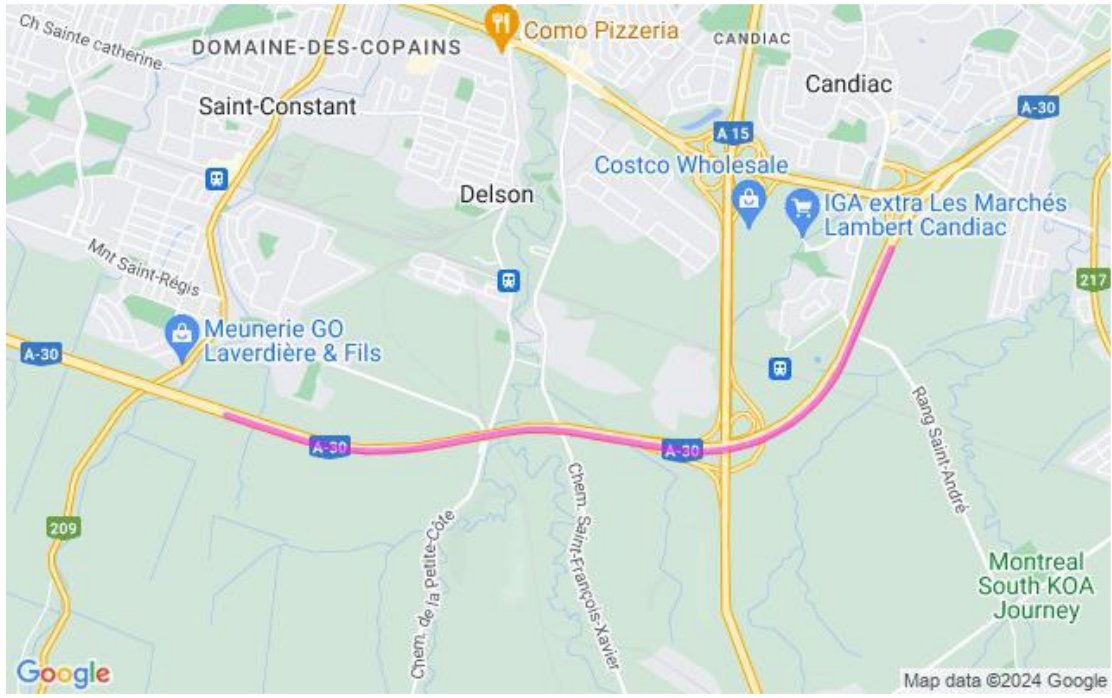 Ch Sainte catherine
DOMAINE-DES-COPAINS
Como Pizzeria
CANDIAC
Candiac
Saint-Constant
A-30
A 15
Costco Wholesale
Delson
IGA extra Les Marchés
Lambert Candiac
Mnt Saint-Régis
217
Meunerie GO
Laverdière & Fils
A-30
A-30
A-30
Rang Saint-André
209
Chem. de la Petite-Côte
Chem. Saint-François-Xavier
Montreal
South KOA
Journey
Google
Map data ©2024 Google